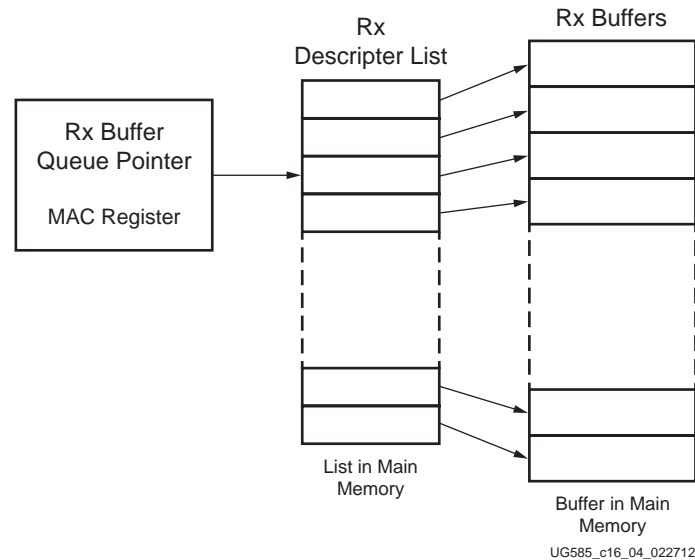 Rx
Descripter List
Rx Buffers
Rx Buffer
Queue Pointer
MAC Register
List in Main
Memory
Buffer in Main
Memory
UG585_c16_04_022712